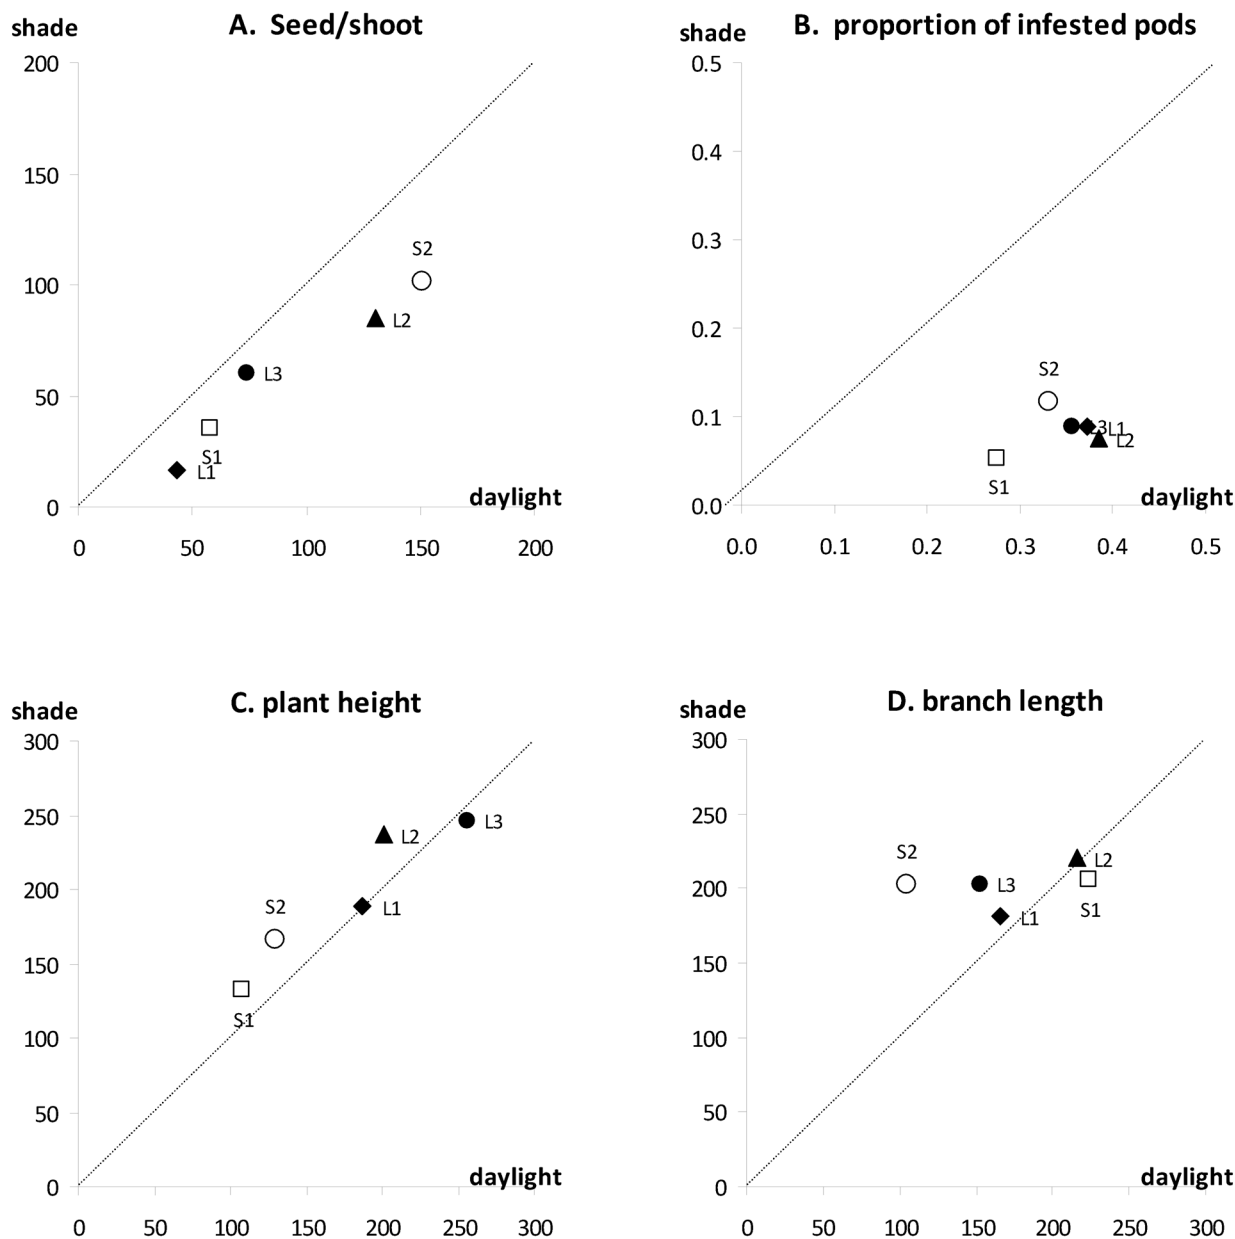 shade
A.  Seed/shoot
200
150
100
50
0
S2
L2
L3
S1
L1
daylight
0 50 100 150 200
shade
B.  proportion of infested pods
0.5
0.4
0.3
0.2
0.1
0.0
S2
L3 L1
L2
S1
daylight
0.0 0.1 0.2 0.3 0.4 0.5
shade
C. plant height
300
250
200
150
100
50
0
L3
L2
S2
L1
S1
daylight
0 50 100 150 200 250 300
shade
D. branch length
300
250
200
150
100
50
0
S2
L2
L3
S1
L1
daylight
0 50 100 150 200 250 300